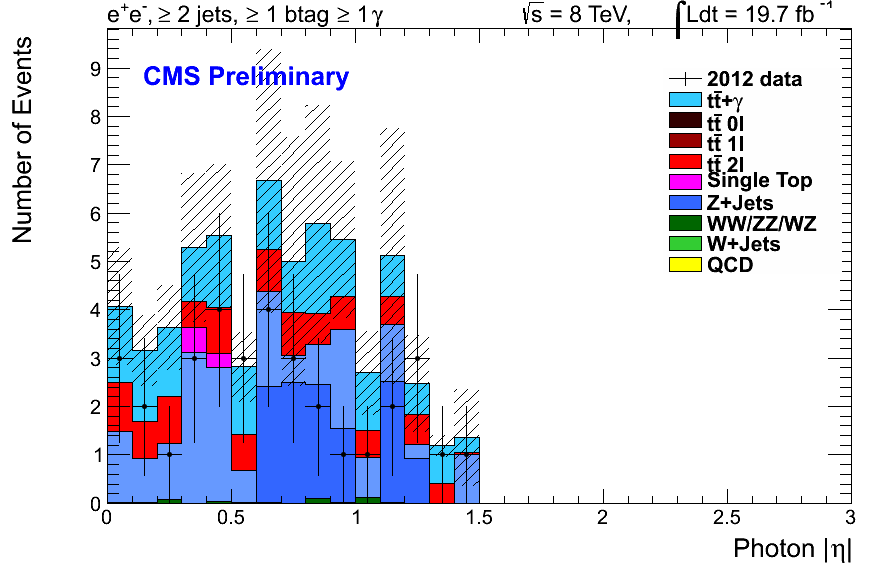 e⁺e⁻, ≥ 2 jets, ≥ 1 btag ≥ 1 γ √s = 8 TeV, ∫Ldt = 19.7 fb⁻¹
CMS Preliminary
Number of Events
9
8
7
6
5
4
3
2
1
0
2012 data
tt̄+γ
tt̄ 0l
tt̄ 1l
tt̄ 2l
Single Top
Z+Jets
WW/ZZ/WZ
W+Jets
QCD
0 0.5 1 1.5 2 2.5 3
Photon |η|